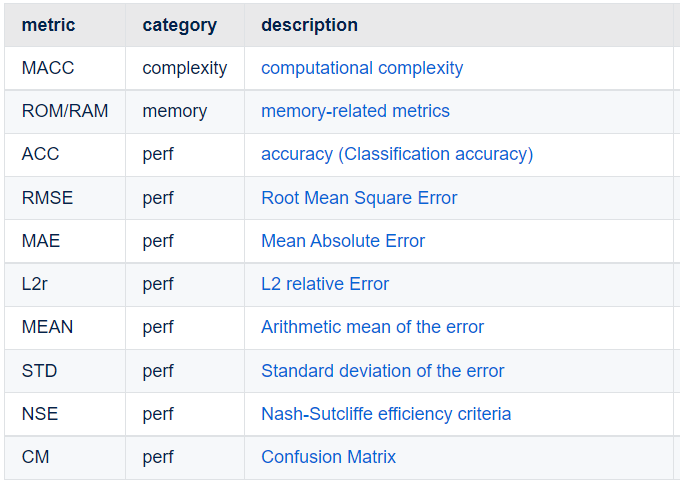 metric category description
MACC complexity computational complexity
ROM/RAM memory memory-related metrics
ACC perf accuracy (Classification accuracy)
RMSE perf Root Mean Square Error
MAE perf Mean Absolute Error
L2r perf L2 relative Error
MEAN perf Arithmetic mean of the error
STD perf Standard deviation of the error
NSE perf Nash-Sutcliffe efficiency criteria
CM perf Confusion Matrix